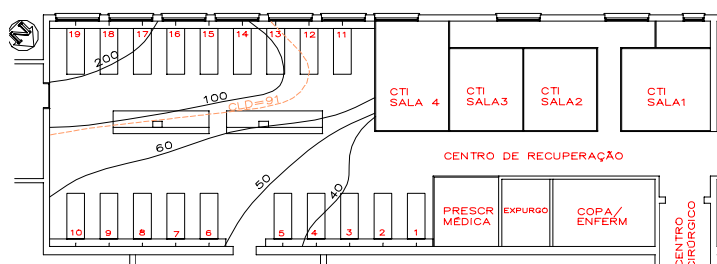 19 18 17 16 15 14 13 12 11
200
100
CLD=91
60
50
40
CTI
SALA 4
CTI
SALA3
CTI
SALA2
CTI
SALA1
CENTRO DE RECUPERAÇÃO
10 9 8 7 6 5 4 3 2 1
PRESCR
MÉDICA
EXPURGO
COPA/
ENFERM
CENTRO
CIRÚRGICO